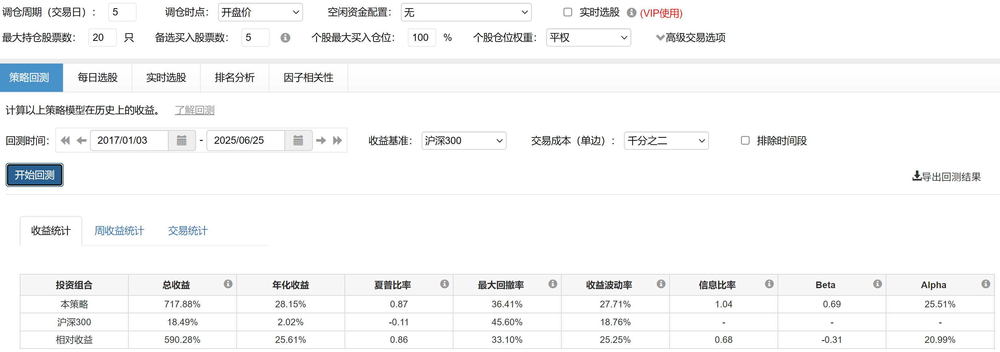 调仓周期（交易日）： 5 调仓时点： 开盘价 空闲资金配置： 无 实时选股 (VIP使用)
最大持仓股票数： 20 只 备选买入股票数： 5 个股最大买入仓位： 100 % 个股仓位权重： 平权 高级交易选项
策略回测 每日选股 实时选股 排名分析 因子相关性
计算以上策略模型在历史上的收益。 了解回测
回测时间： 2017/01/03 - 2025/06/25 收益基准： 沪深300 交易成本（单边）： 千分之二 排除时间段
开始回测 导出回测结果
收益统计 周收益统计 交易统计
投资组合 总收益 年化收益 夏普比率 最大回撤率 收益波动率 信息比率 Beta Alpha
本策略 717.88% 28.15% 0.87 36.41% 27.71% 1.04 0.69 25.51%
沪深300 18.49% 2.02% -0.11 45.60% 18.76% - - -
相对收益 590.28% 25.61% 0.86 33.10% 25.25% 0.68 -0.31 20.99%